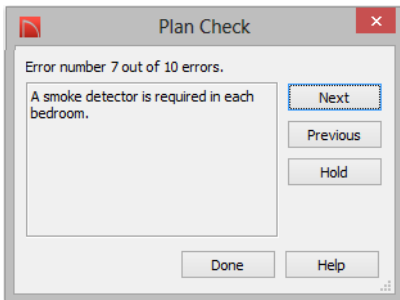 Plan Check
Error number 7 out of 10 errors.
A smoke detector is required in each
bedroom.
Next
Previous
Hold
Done
Help